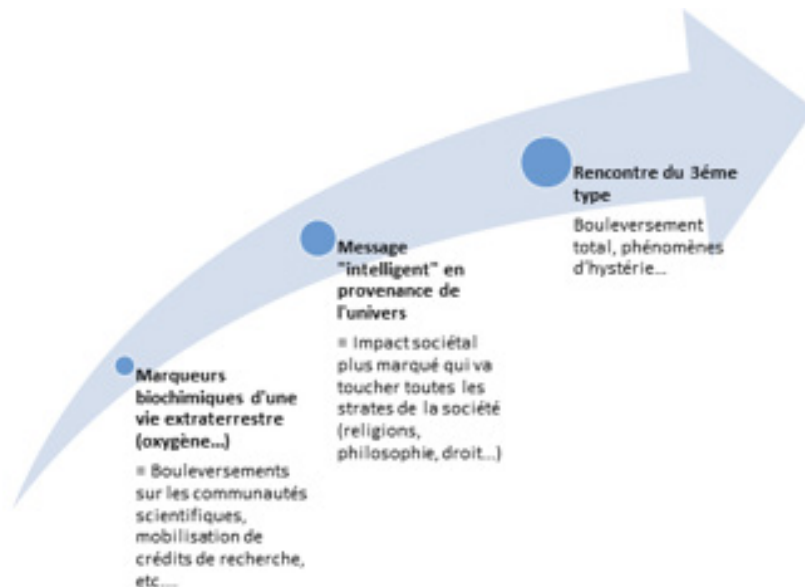 Rencontre du 3éme
type
Bouleversement
total, phénomènes
d'hystérie...
Message
"intelligent" en
provenance de
l'univers
= Impact sociétal
plus marqué qui va
toucher toutes les
strates de la société
(religions,
philosophie, droit...)
Marqueurs
biochimiques d'une
vie extraterrestre
(oxygène...)
= Bouleversements
sur les communautés
scientifiques,
mobilisation de
crédits de recherche,
etc....